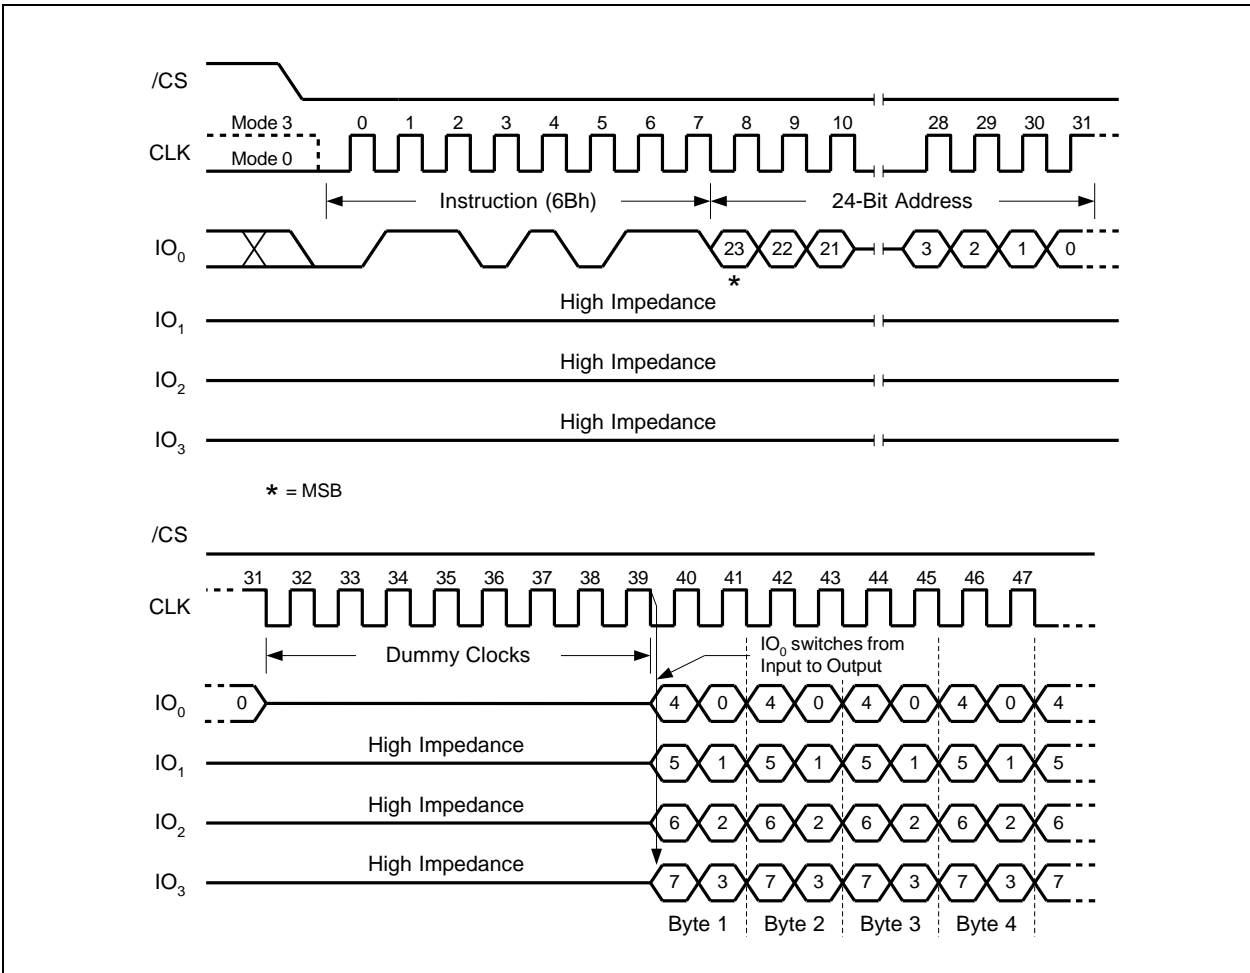 /CS
Mode 3 0 1 2 3 4 5 6 7 8 9 10 28 29 30 31
CLK
Mode 0
Instruction (6Bh) 24-Bit Address
IO0 23 22 21 3 2 1 0
*
High Impedance
IO1
High Impedance
IO2
High Impedance
IO3
* = MSB
/CS
31 32 33 34 35 36 37 38 39 40 41 42 43 44 45 46 47
CLK
Dummy Clocks
IO0 switches from
Input to Output
IO0 0 4 0 4 0 4 0 4 0 4
High Impedance
IO1 5 1 5 1 5 1 5 1 5
High Impedance
IO2 6 2 6 2 6 2 6 2 6
High Impedance
IO3 7 3 7 3 7 3 7 3 7
Byte 1 Byte 2 Byte 3 Byte 4